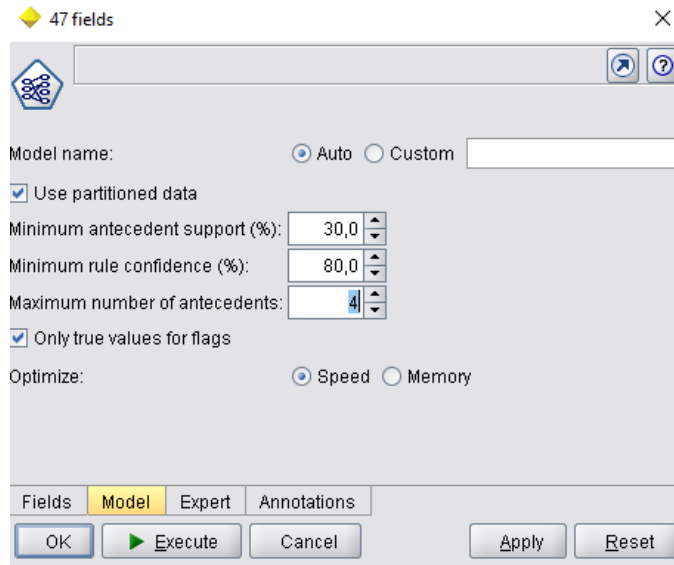 47 fields
Model name: Auto Custom
Use partitioned data
Minimum antecedent support (%): 30,0
Minimum rule confidence (%): 80,0
Maximum number of antecedents: 4
Only true values for flags
Optimize: Speed Memory
Fields Model Expert Annotations
OK Execute Cancel Apply Reset